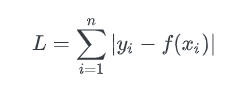 L = \sum_{i=1}^{n} |y_i - f(x_i)|